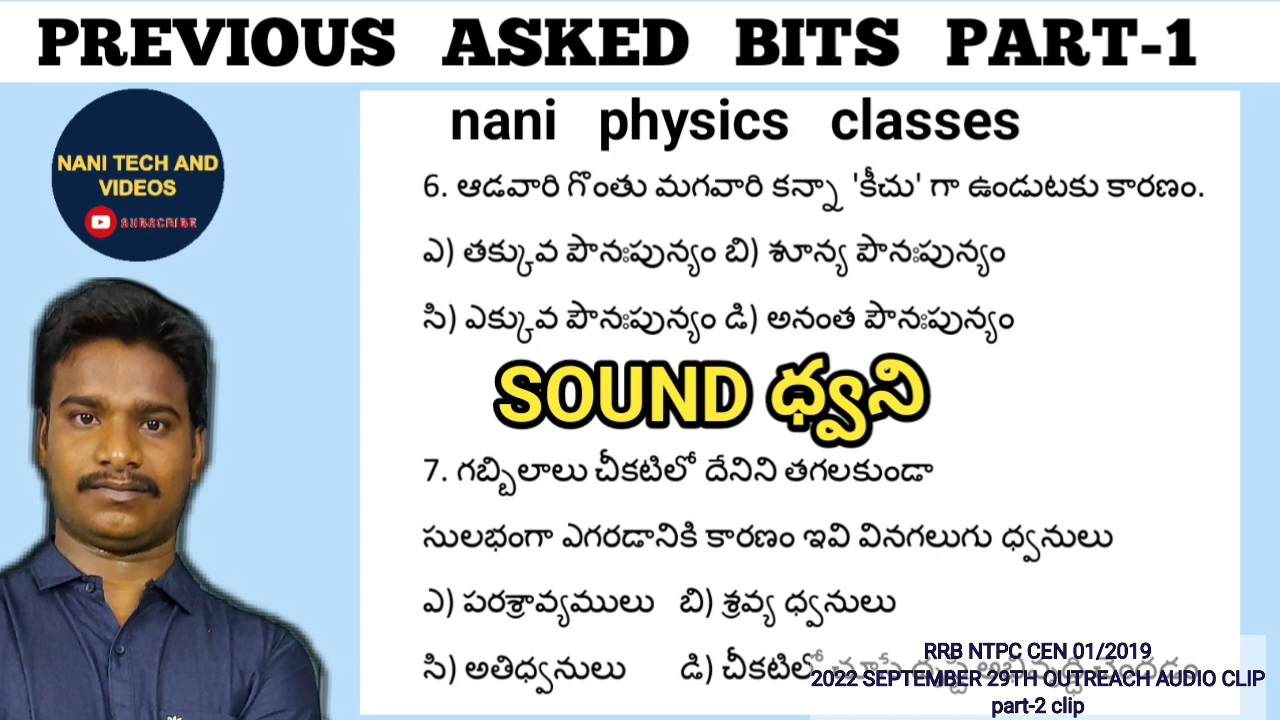 PREVIOUS ASKED BITS PART-1
NANI TECH AND
VIDEOS
SUBSCRIBE
nani physics classes
6. ఆడవారి గొంతు మగవారి కన్నా 'కీచు' గా ఉండుటకు కారణం.
ఎ) తక్కువ పౌనఃపున్యం బి) శూన్య పౌనఃపున్యం
సి) ఎక్కువ పౌనఃపున్యం డి) అనంత పౌనఃపున్యం
SOUND ధ్వని
7. గబ్బిలాలు చీకటిలో దేనిని తగలకుండా
సులభంగా ఎగరడానికి కారణం ఇవి వినగలుగు ధ్వనులు
ఎ) పరశ్రావ్యములు బి) శ్రవ్య ధ్వనులు
సి) అతిధ్వనులు డి) చీకటిలో
RRB NTPC CEN 01/2019
2022 SEPTEMBER 29TH OUTREACH AUDIO CLIP
part-2 clip